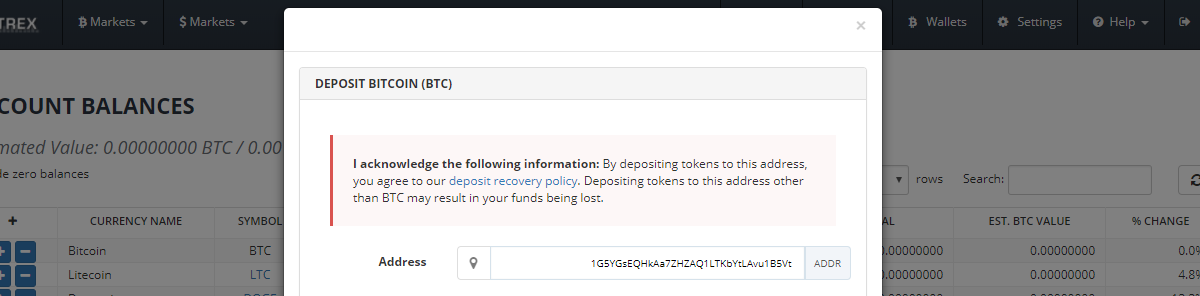 TREX Markets $ Markets Wallets Settings Help
×
DEPOSIT BITCOIN (BTC)
COUNT BALANCES
mated Value: 0.00000000 BTC / 0.00
I acknowledge the following information: By depositing tokens to this address,
you agree to our deposit recovery policy. Depositing tokens to this address other
than BTC may result in your funds being lost.
de zero balances
rows Search:
+ CURRENCY NAME SYMBOL AL EST. BTC VALUE % CHANGE
Bitcoin BTC 0.00000000 0.00000000 0.0%
Address 1G5YGsEQHkAa7ZHZAQ1LTKbYtLAvu1B5Vt ADDR
Litecoin LTC 0.00000000 0.00000000 4.8%